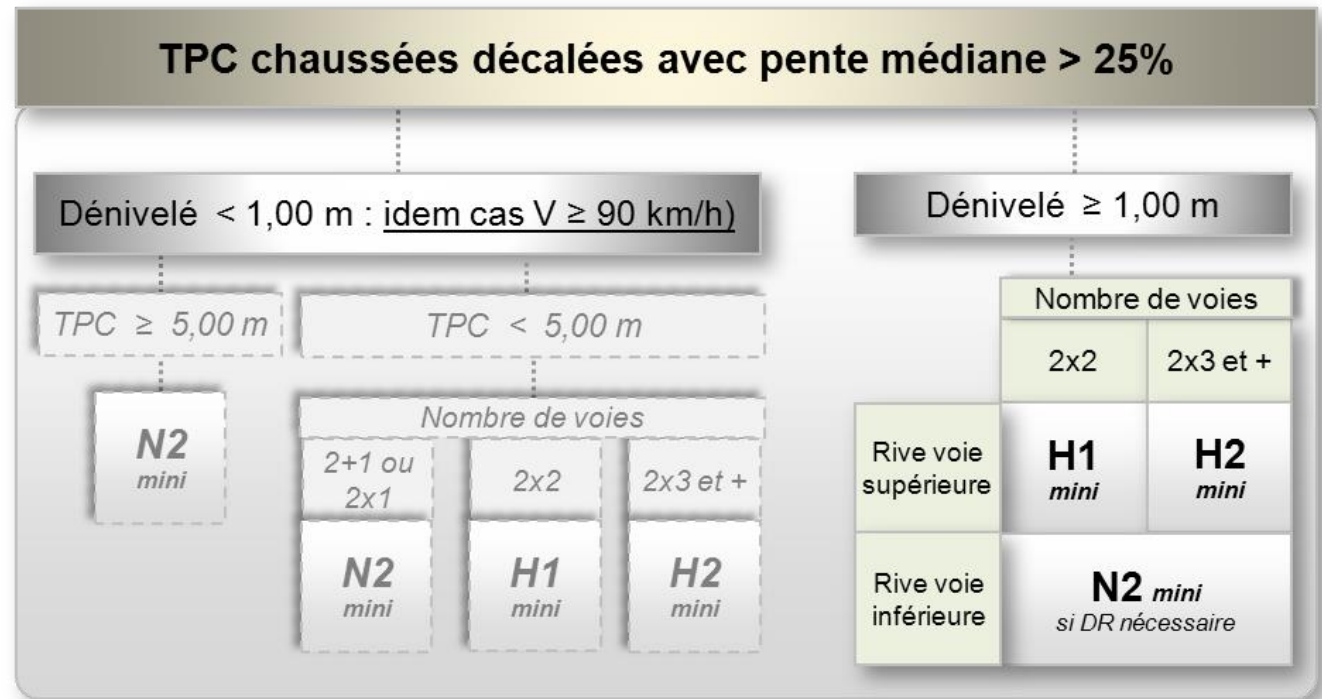 TPC chaussées décalées avec pente médiane > 25%
Dénivelé < 1,00 m : idem cas V ≥ 90 km/h)
TPC ≥ 5,00 m
N2
mini
TPC < 5,00 m
Nombre de voies
2+1 ou
2x1
2x2
2x3 et +
N2
mini
H1
mini
H2
mini
Dénivelé ≥ 1,00 m
Nombre de voies
2x2
2x3 et +
Rive voie
supérieure
H1
mini
H2
mini
Rive voie
inférieure
N2 mini
si DR nécessaire